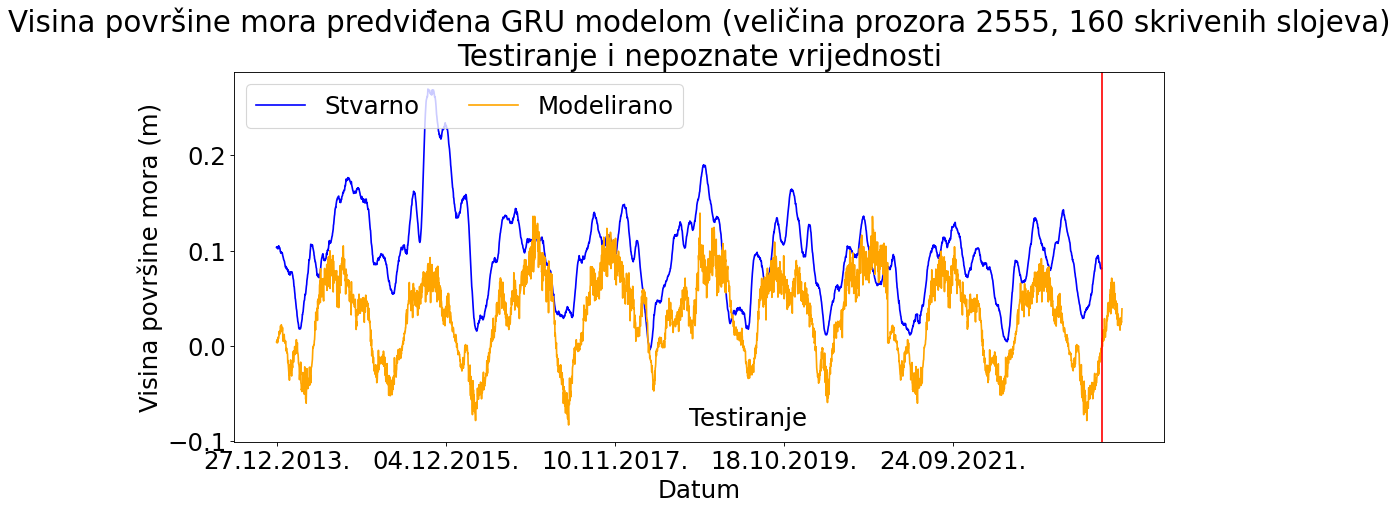 Visina površine mora predviđena GRU modelom (veličina prozora 2555, 160 skrivenih slojeva)
Testiranje i nepoznate vrijednosti
Stvarno
Modelirano
Visina površine mora (m)
0.2
0.1
0.0
−0.1
Testiranje
27.12.2013.
04.12.2015.
10.11.2017.
18.10.2019.
24.09.2021.
Datum